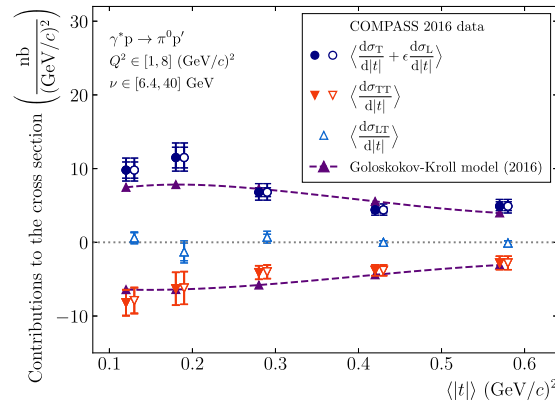 Contributions to the cross section (nb/(GeV/c)²)
30
20
10
0
−10
0.1 0.2 0.3 0.4 0.5 0.6
⟨|t|⟩ (GeV/c)²
γ*p → π⁰p′
Q² ∈ [1, 8] (GeV/c)²
ν ∈ [6.4, 40] GeV
COMPASS 2016 data
⟨dσ_T/d|t| + ϵ dσ_L/d|t|⟩
⟨dσ_TT/d|t|⟩
⟨dσ_LT/d|t|⟩
Goloskokov-Kroll model (2016)